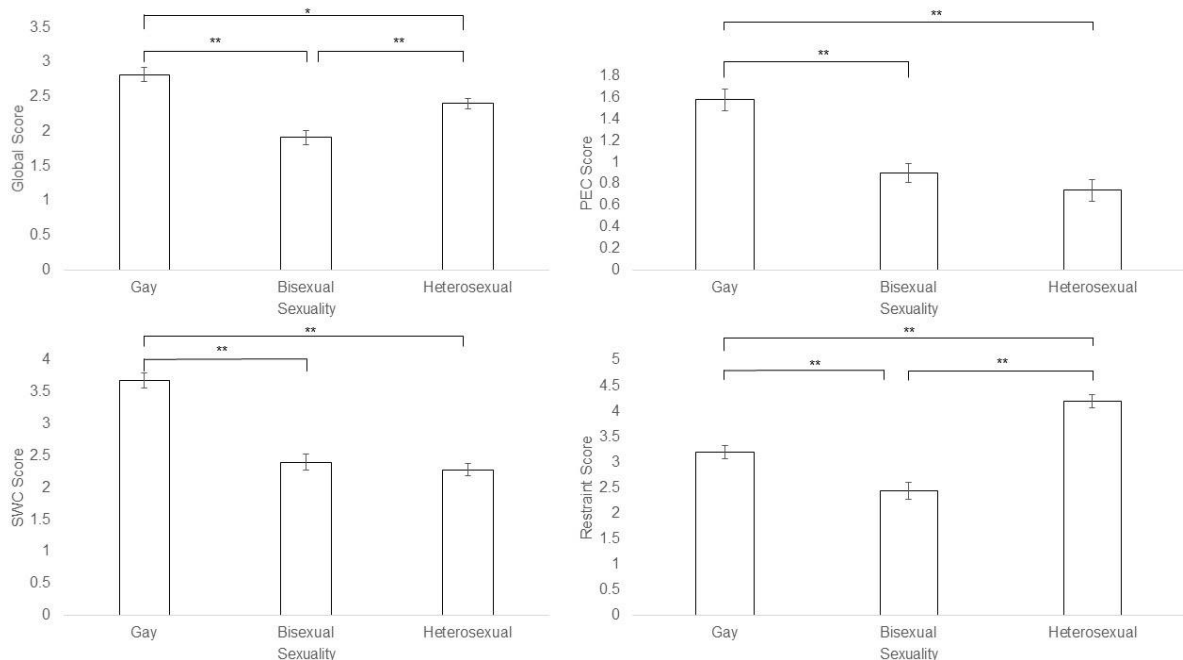 *
**
**
3.5
3
2.5
2
1.5
1
0.5
0
Global Score
Gay
Bisexual
Heterosexual
Sexuality
**
**
1.8
1.6
1.4
1.2
1
0.8
0.6
0.4
0.2
0
PEC Score
Gay
Bisexual
Heterosexual
Sexuality
**
**
4
3.5
3
2.5
2
1.5
1
0.5
0
SWC Score
Gay
Bisexual
Heterosexual
Sexuality
**
**
**
5
4.5
4
3.5
3
2.5
2
1.5
1
0.5
0
Restraint Score
Gay
Bisexual
Heterosexual
Sexuality